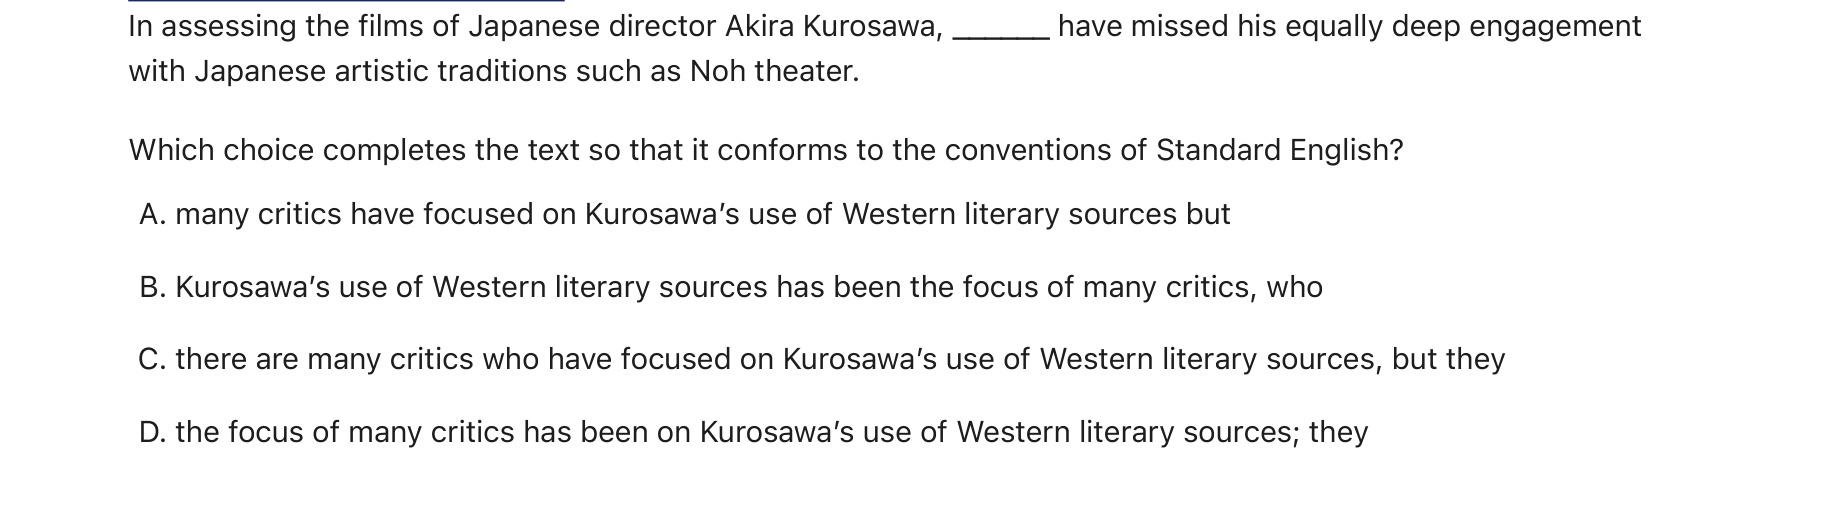 In assessing the films of Japanese director Akira Kurosawa, ______ have missed his equally deep engagement
with Japanese artistic traditions such as Noh theater.
Which choice completes the text so that it conforms to the conventions of Standard English?
A. many critics have focused on Kurosawa’s use of Western literary sources but
B. Kurosawa’s use of Western literary sources has been the focus of many critics, who
C. there are many critics who have focused on Kurosawa’s use of Western literary sources, but they
D. the focus of many critics has been on Kurosawa’s use of Western literary sources; they